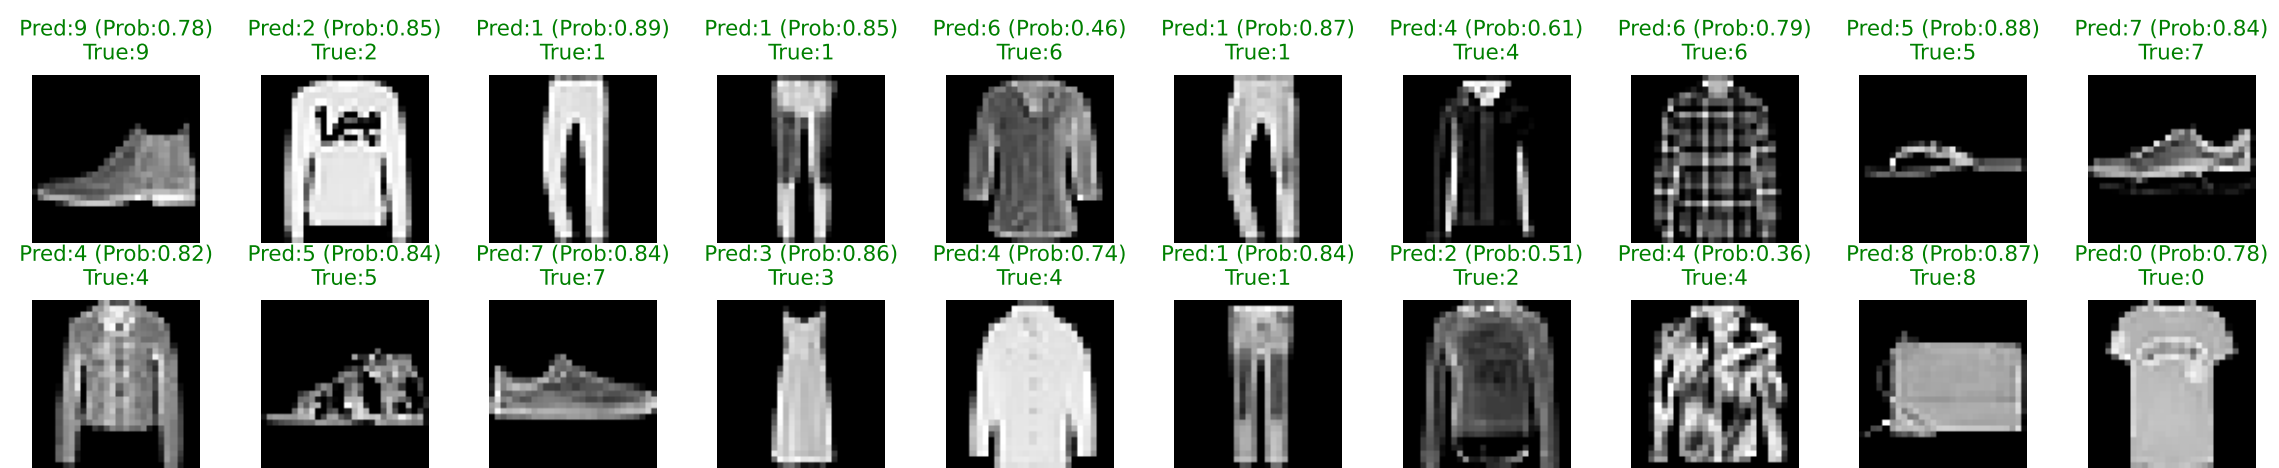 Pred:9 (Prob:0.78) Pred:2 (Prob:0.85) Pred:1 (Prob:0.89) Pred:1 (Prob:0.85) Pred:6 (Prob:0.46) Pred:1 (Prob:0.87) Pred:4 (Prob:0.61) Pred:6 (Prob:0.79) Pred:5 (Prob:0.88) Pred:7 (Prob:0.84)
True:9 True:2 True:1 True:1 True:6 True:1 True:4 True:6 True:5 True:7
Lee
Pred:4 (Prob:0.82) Pred:5 (Prob:0.84) Pred:7 (Prob:0.84) Pred:3 (Prob:0.86) Pred:4 (Prob:0.74) Pred:1 (Prob:0.84) Pred:2 (Prob:0.51) Pred:4 (Prob:0.36) Pred:8 (Prob:0.87) Pred:0 (Prob:0.78)
True:4 True:5 True:7 True:3 True:4 True:1 True:2 True:4 True:8 True:0